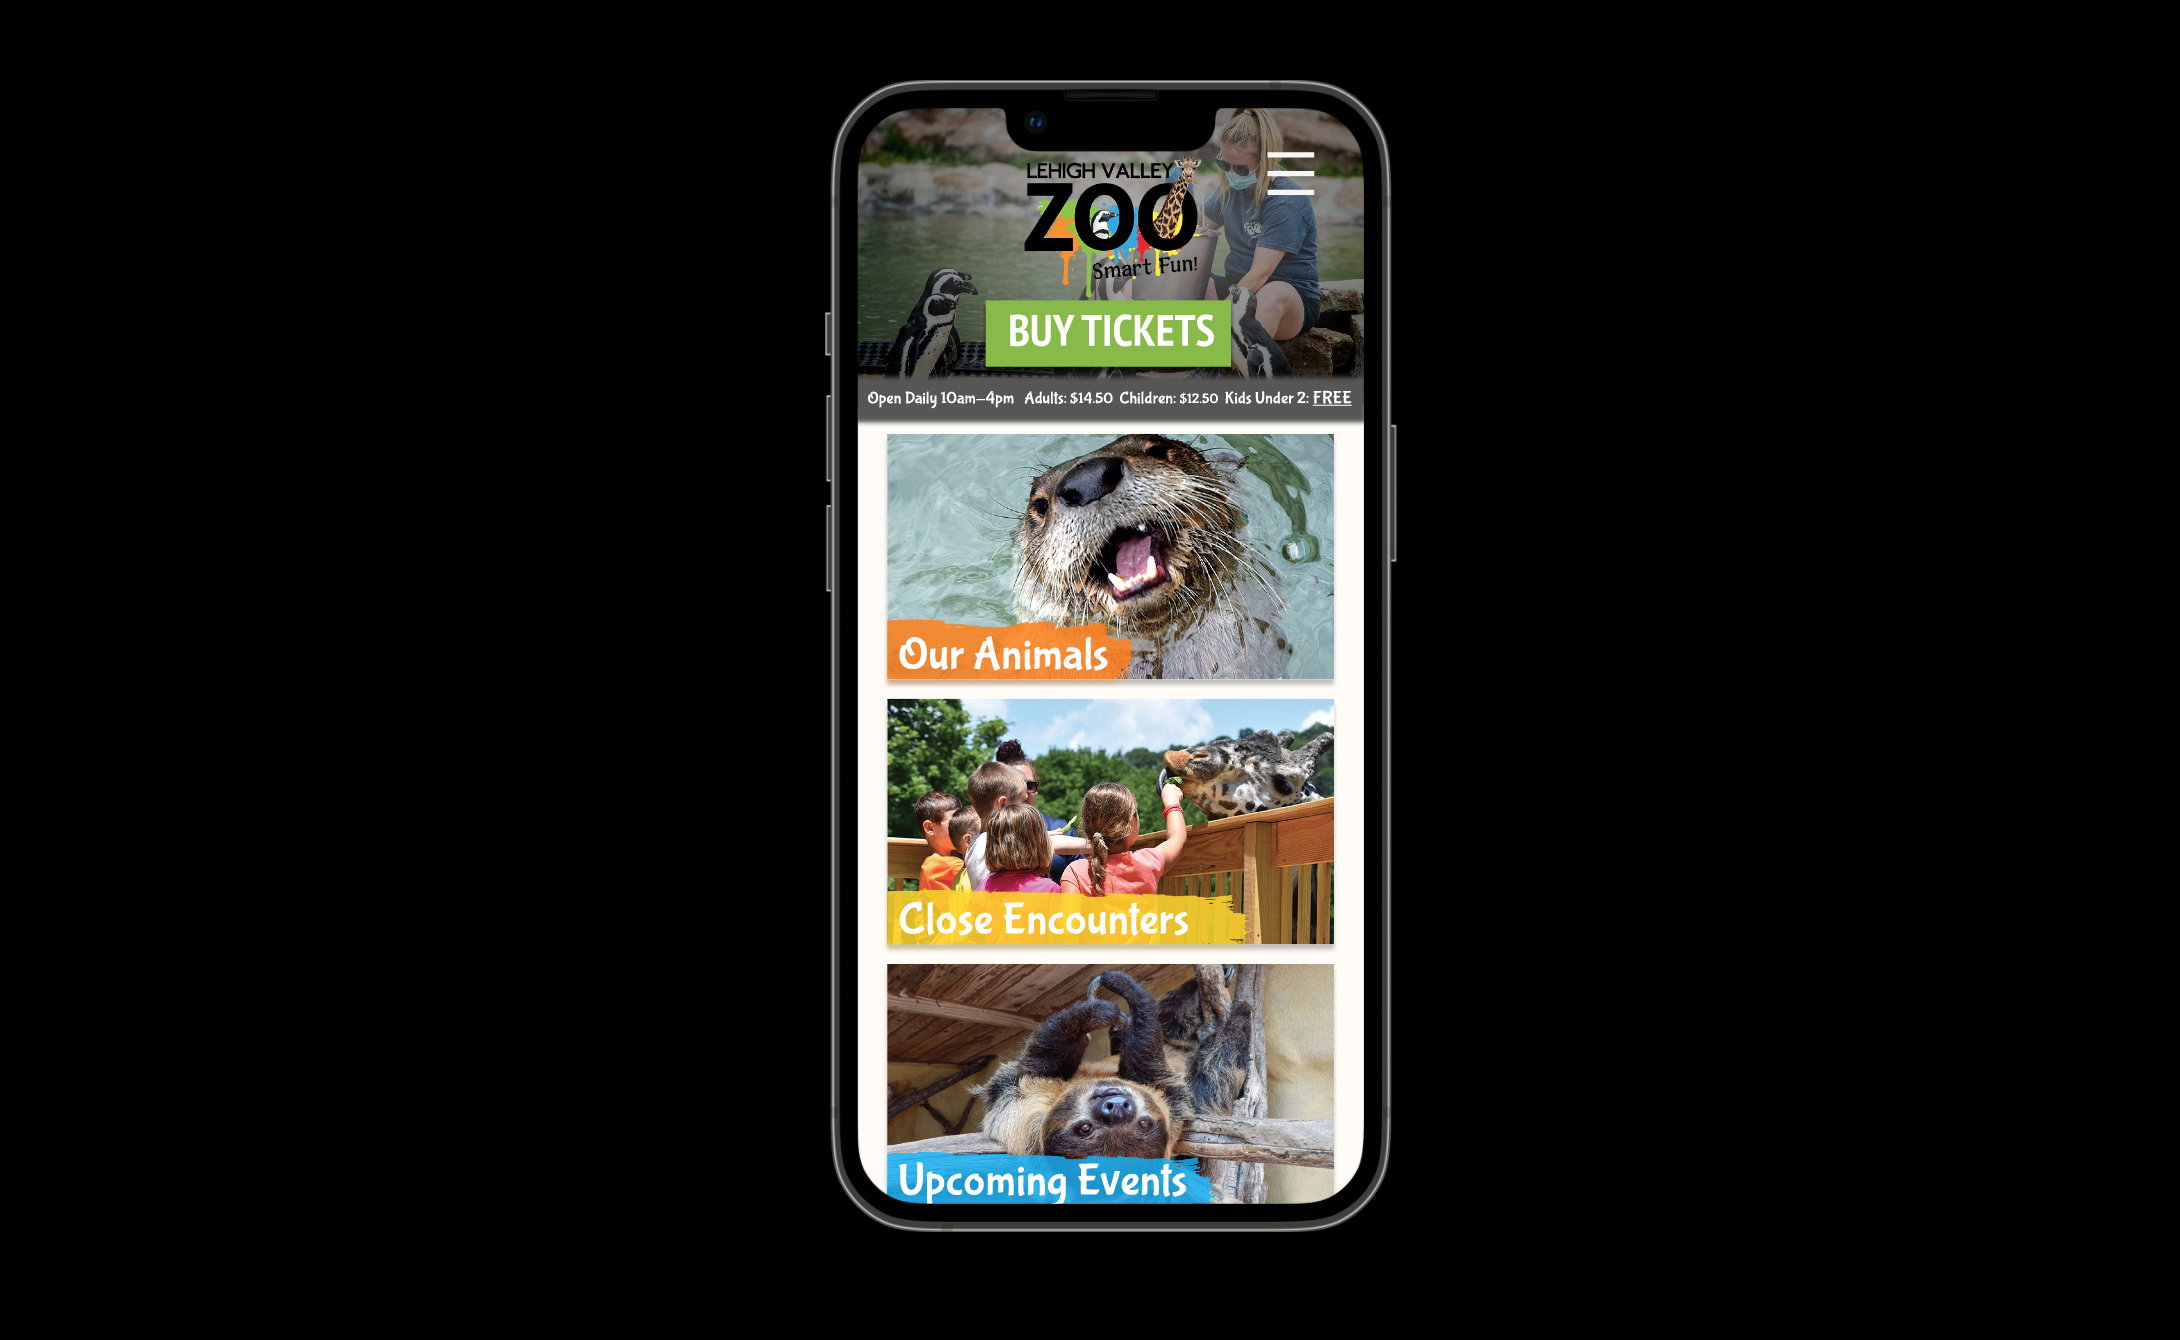 LEHIGH VALLEY
ZOO
Smart Fun!
BUY TICKETS
Open Daily 10am–4pm Adults: $14.50 Children: $12.50 Kids Under 2: FREE
Our Animals
Close Encounters
Upcoming Events